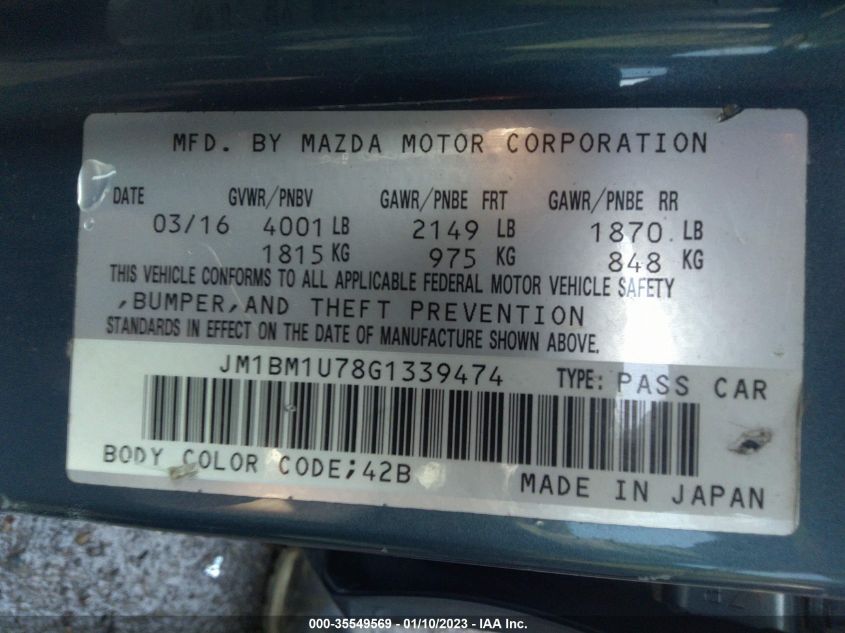 MFD. BY MAZDA MOTOR CORPORATION
DATE GVWR/PNBV GAWR/PNBE FRT GAWR/PNBE RR
03/16 4001 LB 2149 LB 1870 LB
1815 KG 975 KG 848 KG
THIS VEHICLE CONFORMS TO ALL APPLICABLE FEDERAL MOTOR VEHICLE SAFETY
,BUMPER,AND THEFT PREVENTION
STANDARDS IN EFFECT ON THE DATE OF MANUFACTURE SHOWN ABOVE.
JM1BM1U78G1339474 TYPE: PASS CAR
BODY COLOR CODE;42B
MADE IN JAPAN
000-35549569 - 01/10/2023 - IAA Inc.